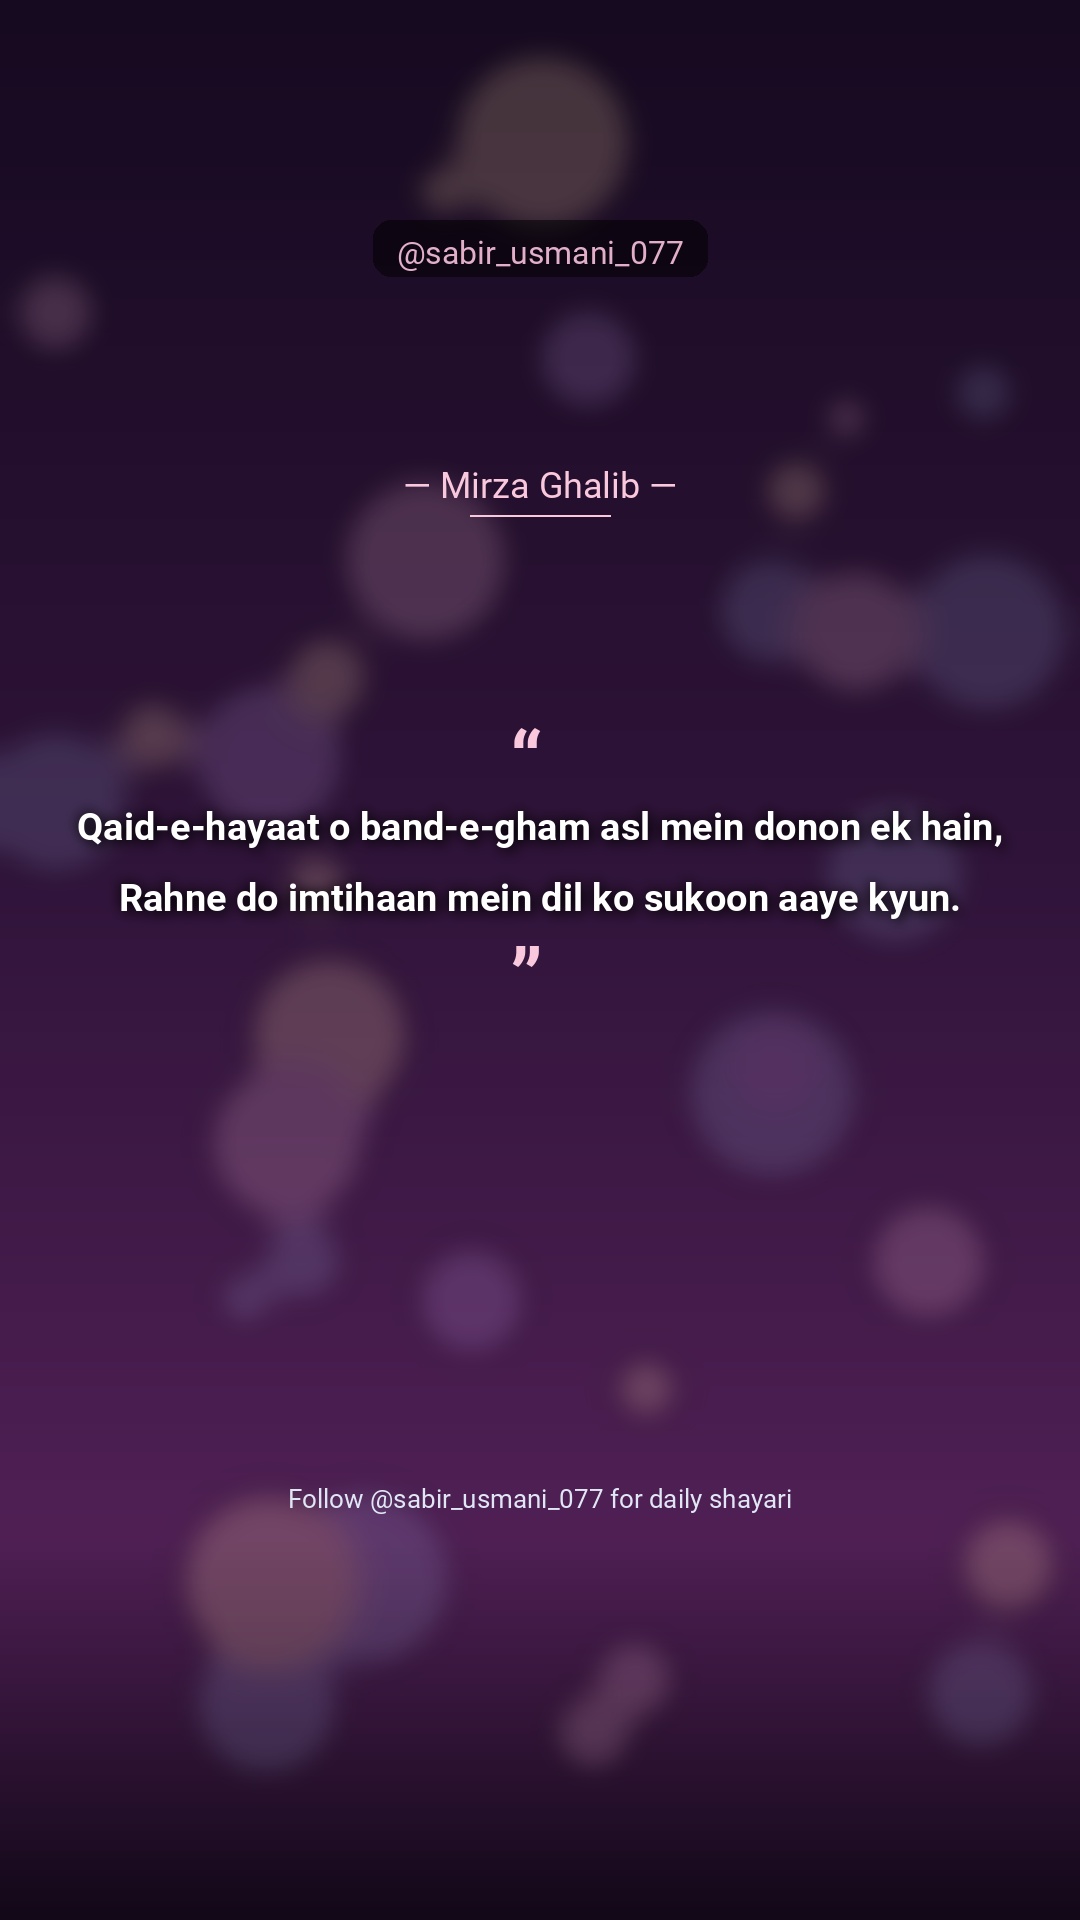 @sabir_usmani_077
— Mirza Ghalib —
“
Qaid-e-hayaat o band-e-gham asl mein donon ek hain,
Rahne do imtihaan mein dil ko sukoon aaye kyun.
”
Follow @sabir_usmani_077 for daily shayari